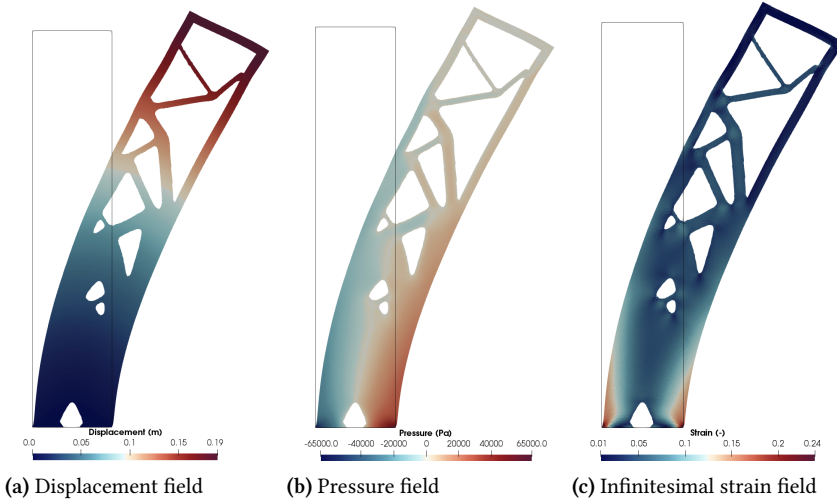 Displacement (m)
0.0 0.05 0.1 0.15 0.19
(a) Displacement field
Pressure (Pa)
-65000.0 -40000 -20000 0 20000 40000 65000.0
(b) Pressure field
Strain (-)
0.01 0.05 0.1 0.15 0.2 0.24
(c) Infinitesimal strain field